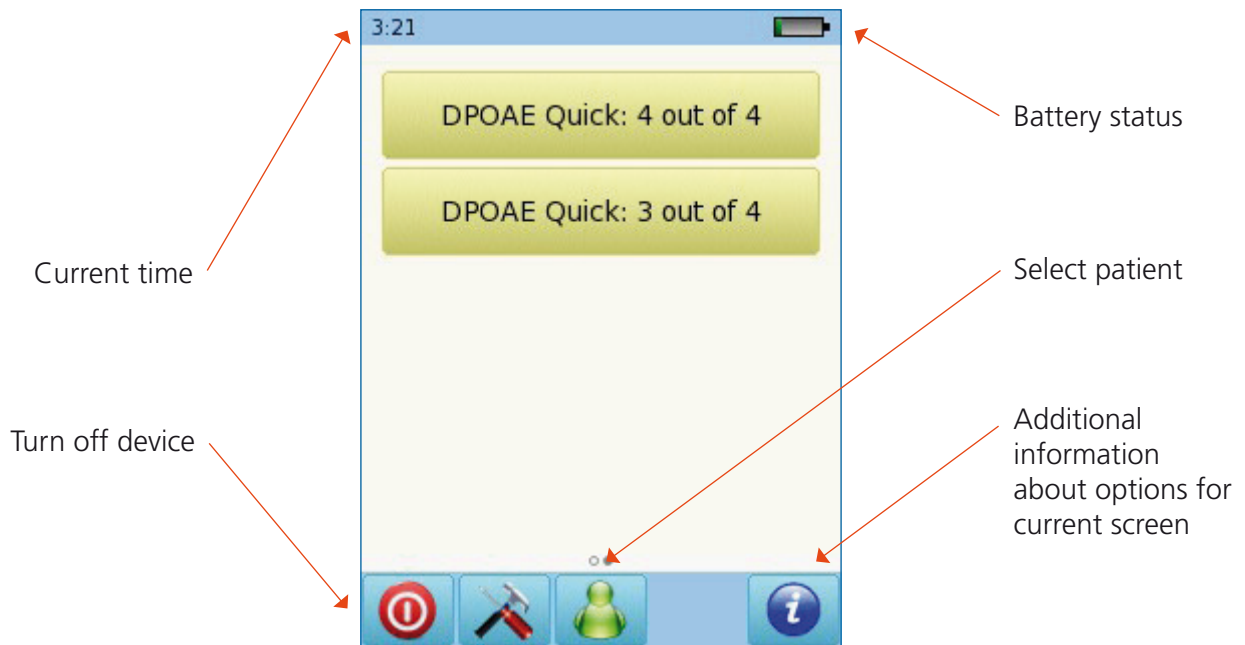 3:21
Battery status
DPOAE Quick: 4 out of 4
DPOAE Quick: 3 out of 4
Current time
Select patient
Turn off device
Additional
information
about options for
current screen
i